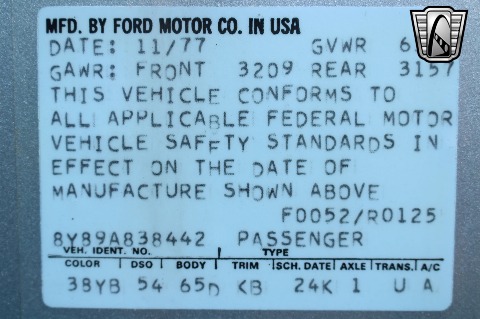 MFD. BY FORD MOTOR CO. IN USA
DATE: 11/77 GVWR 6
GAWR: FRONT 3209 REAR 3157
THIS VEHICLE CONFORMS TO
ALL APPLICABLE FEDERAL MOTOR
VEHICLE SAFETY STANDARDS IN
EFFECT ON THE DATE OF
MANUFACTURE SHOWN ABOVE
F0052/R0125
8Y89A838442 PASSENGER
VEH. IDENT. NO. TYPE
COLOR DSO BODY TRIM SCH. DATE AXLE TRANS. A/C
38YB 54 65D KB 24K 1 U A